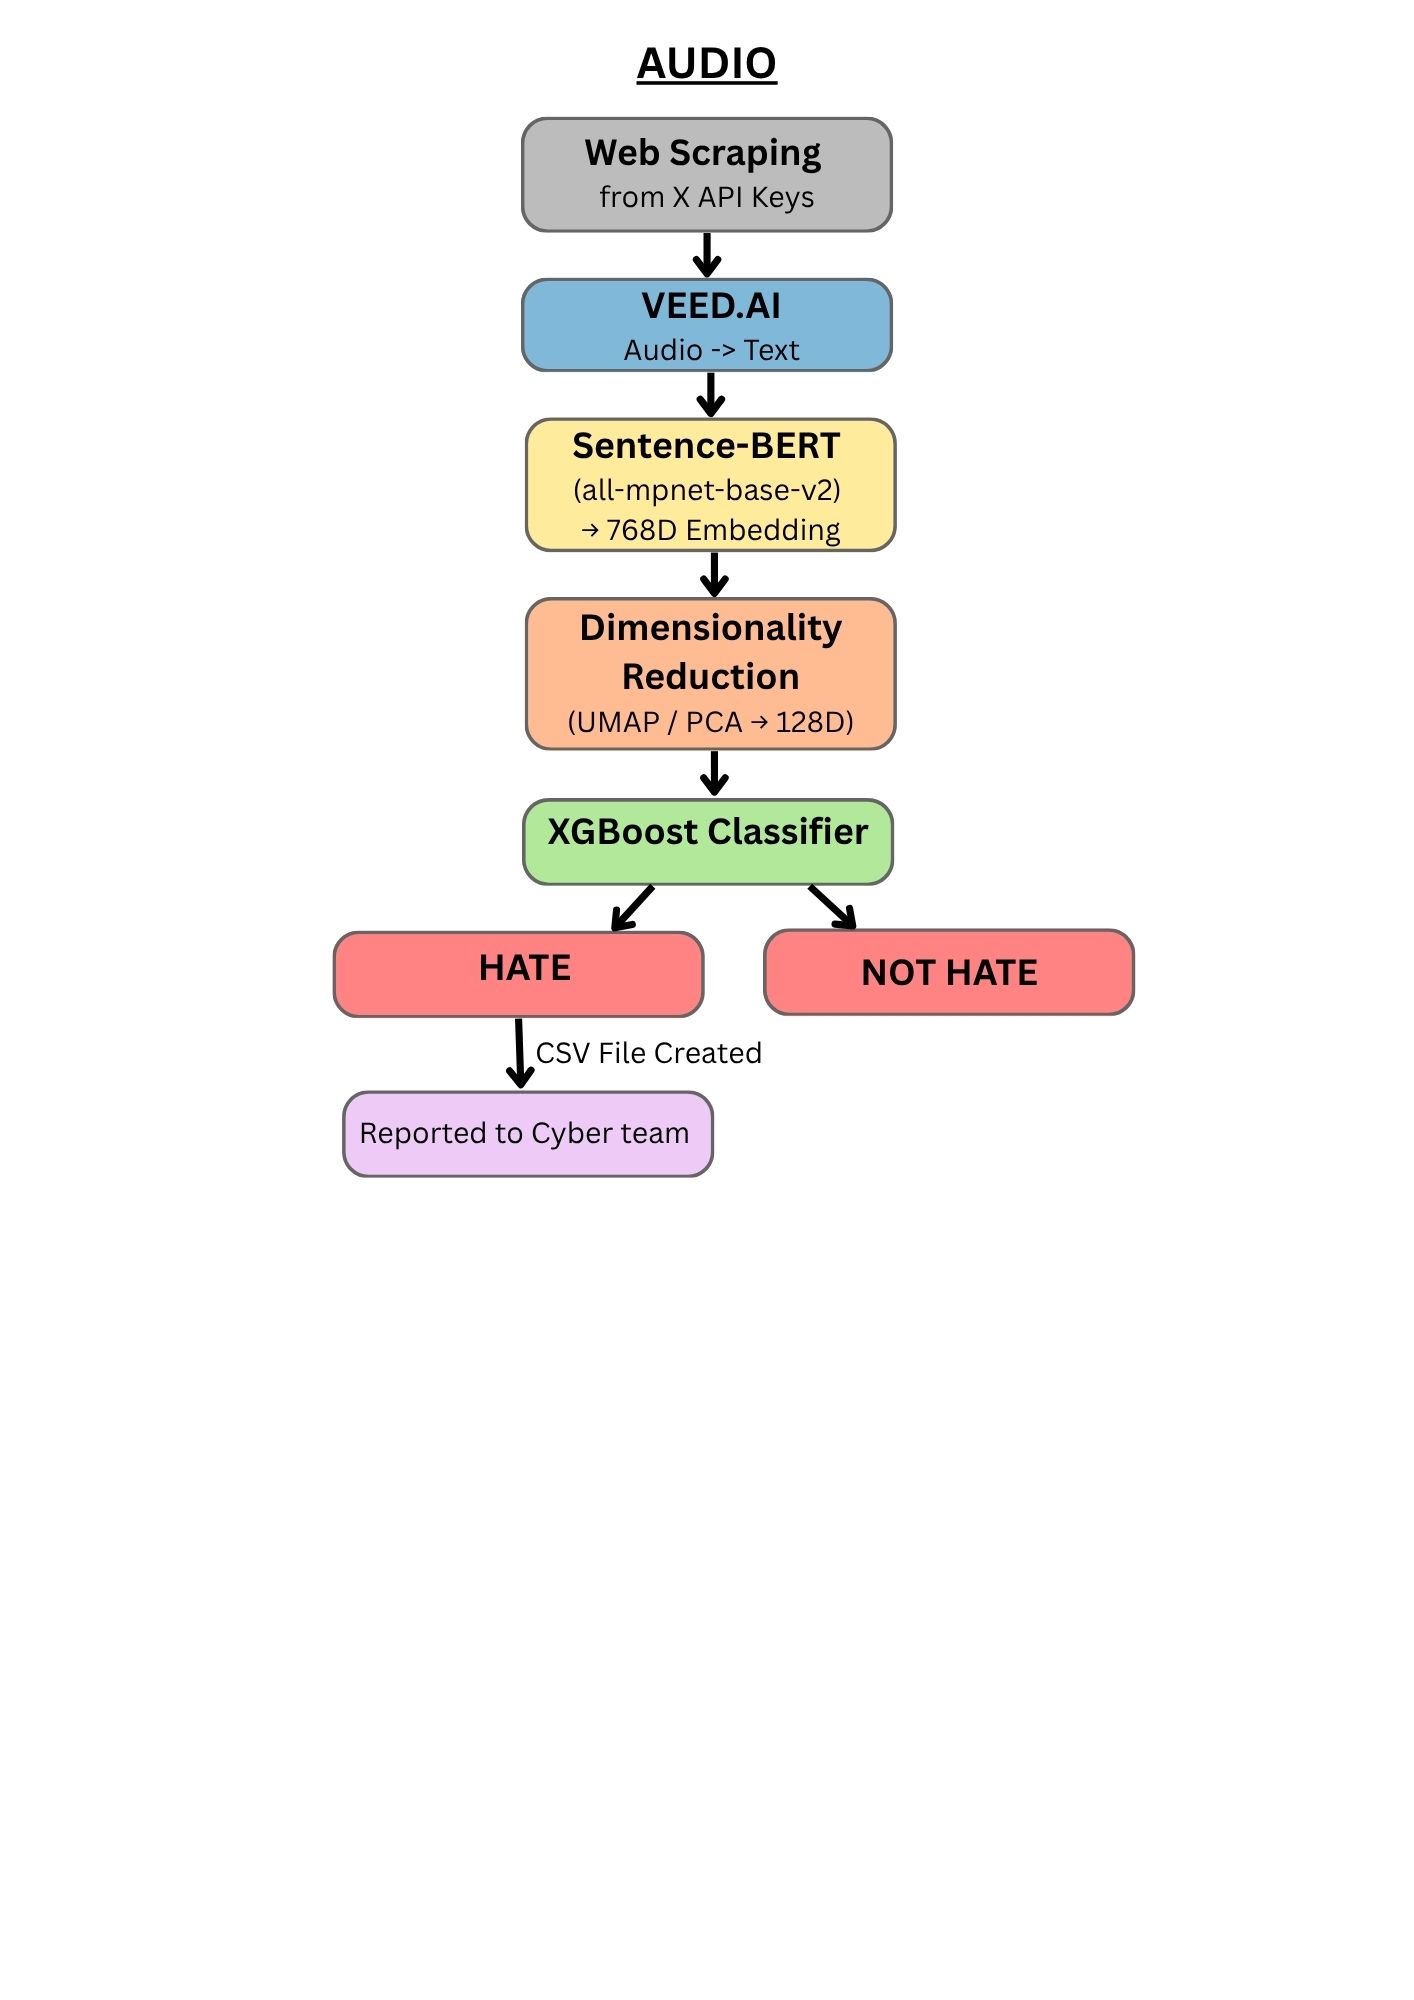 AUDIO
Web Scraping
from X API Keys
VEED.AI
Audio -> Text
Sentence-BERT
(all-mpnet-base-v2)
→ 768D Embedding
Dimensionality
Reduction
(UMAP / PCA → 128D)
XGBoost Classifier
HATE
NOT HATE
CSV File Created
Reported to Cyber team